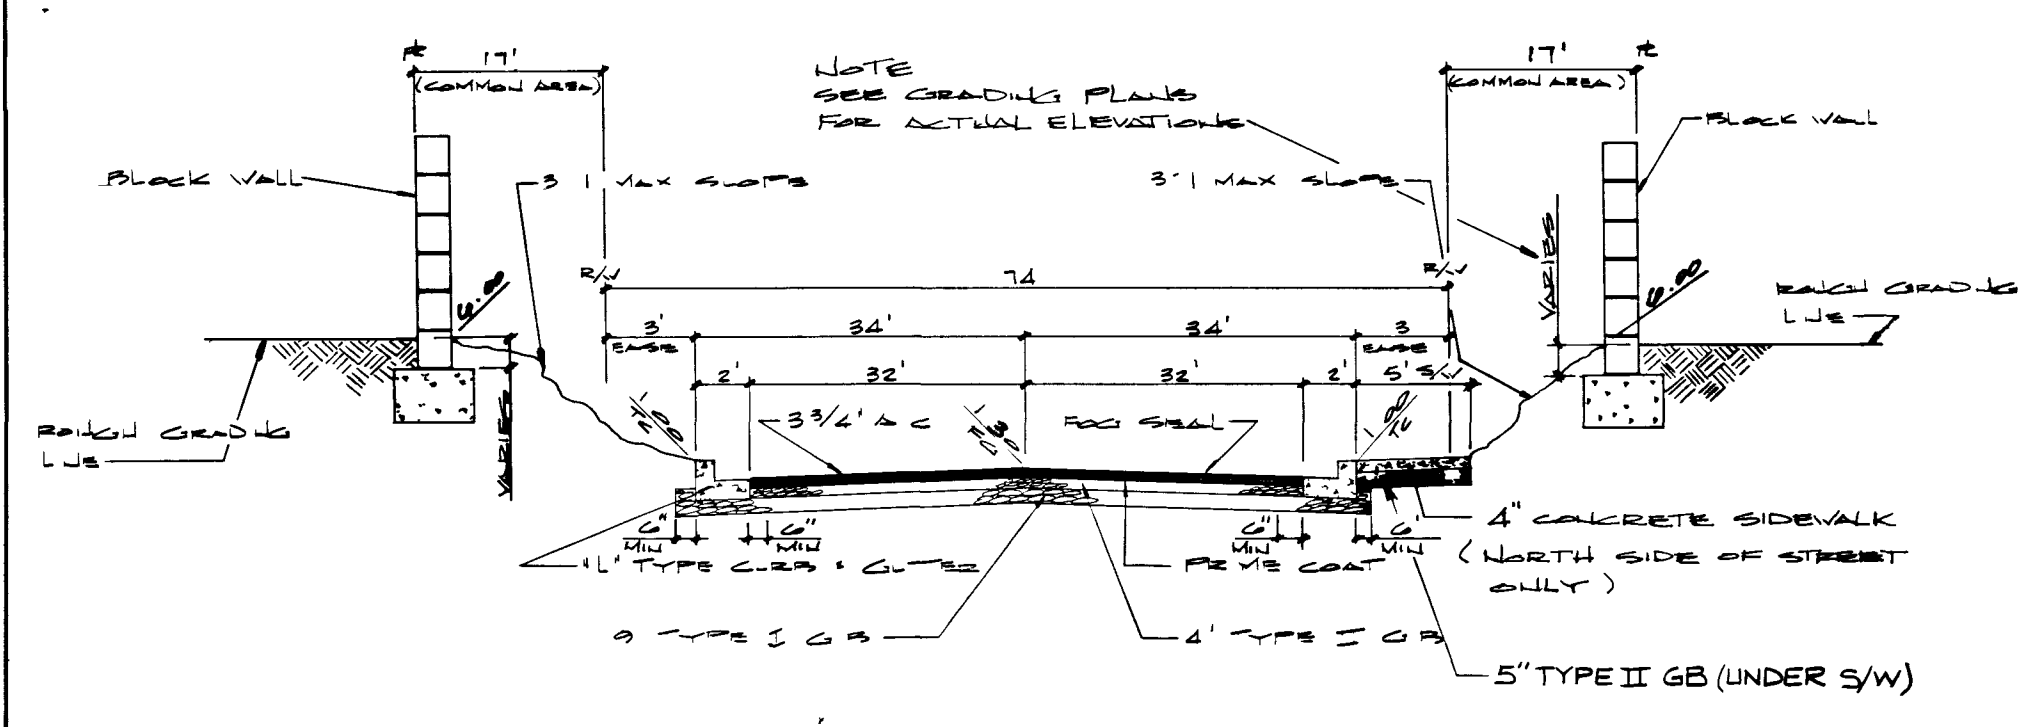 17'
(COMMON AREA)
NOTE
SEE GRADING PLANS
FOR ACTUAL ELEVATIONS
17'
(COMMON AREA)
BLOCK WALL
BLOCK WALL
3 1 MAX SLOPE
3:1 MAX SLOPE
VARIES
R/W
74
R/W
ROUGH GRADING
LINE
3'
34'
34'
3
EASE
EASE
2'
32'
32'
2'
5' S/W
3 3/4" A C
FOG SEAL
ROUGH GRADING
LINE
VARIES
6"
MIN
6"
MIN
6"
MIN
6"
MIN
4" CONCRETE SIDEWALK
(NORTH SIDE OF STREET
ONLY)
"L" TYPE CURB & GUTTER
PRIME COAT
9 TYPE I G B
4" TYPE II G B
5" TYPE II GB (UNDER S/W)